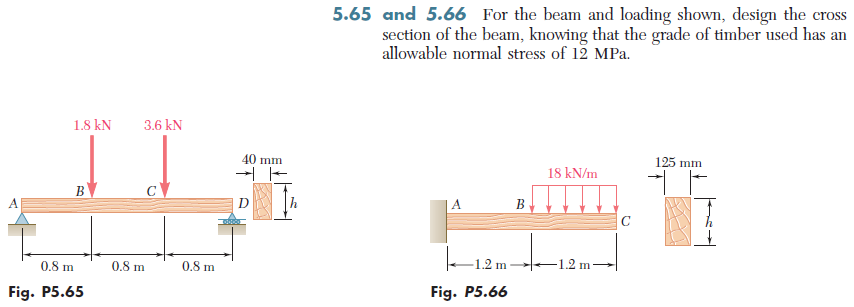 5.65 and 5.66 For the beam and loading shown, design the cross
section of the beam, knowing that the grade of timber used has an
allowable normal stress of 12 MPa.
1.8 kN 3.6 kN
40 mm
A B C D h
0.8 m 0.8 m 0.8 m
Fig. P5.65
18 kN/m
125 mm
A B C h
1.2 m 1.2 m
Fig. P5.66